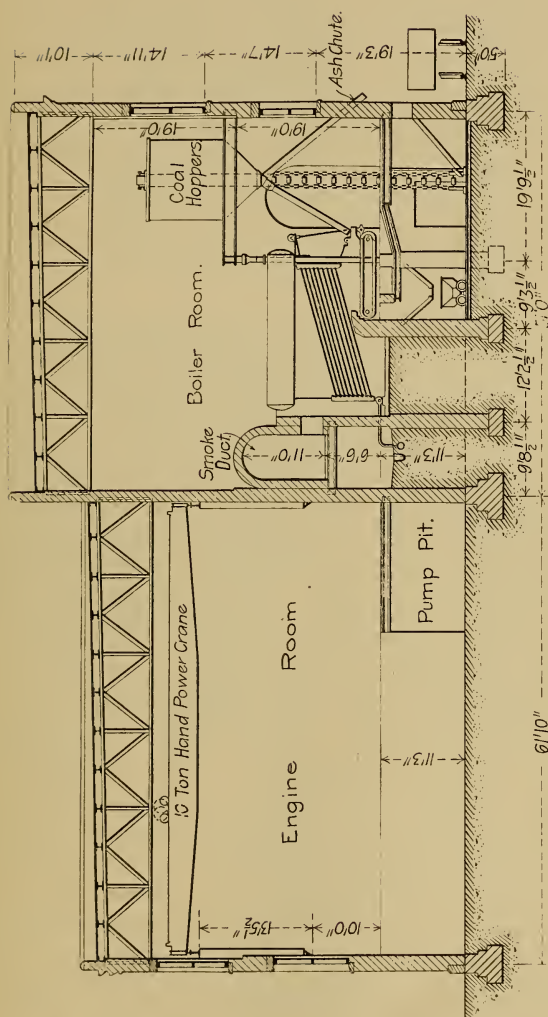 10'1"
14'11"
14'7"
19'3"
5'0"
Ash Chute.
19'0"
19'0"
Coal
Hoppers
Boiler Room.
Smoke
Duct
11'0"
6'6"
11'3"
10 Ton Hand Power Crane
Engine Room
Pump Pit.
11'3"
13'5½"
10'0"
9'8½"
12'2½"
9'3½"
19'9½"
61'10"